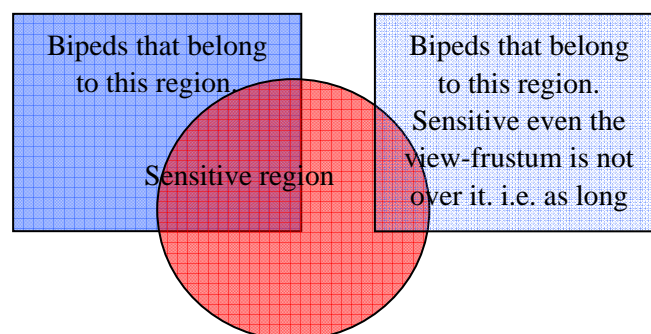 Bipeds that belong
to this region.
Sensitive region
Bipeds that belong
to this region.
Sensitive even the
view-frustum is not
over it. i.e. as long